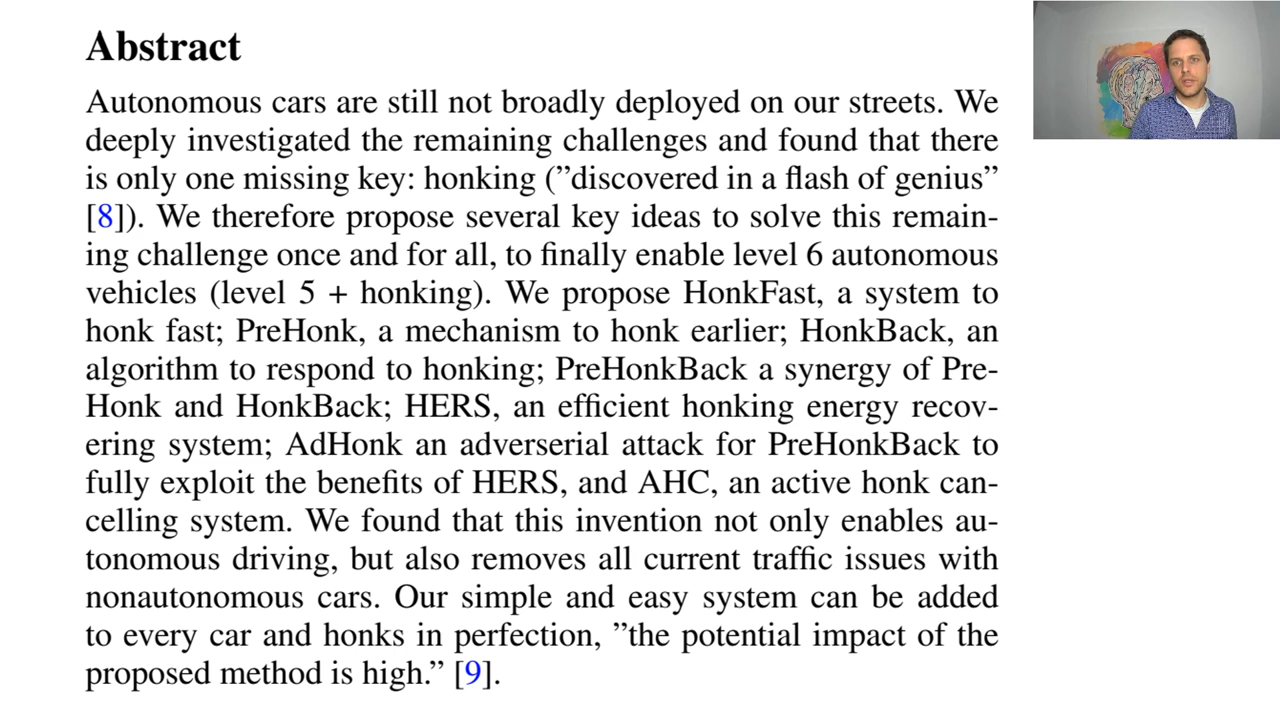 Abstract
Autonomous cars are still not broadly deployed on our streets. We
deeply investigated the remaining challenges and found that there
is only one missing key: honking (”discovered in a flash of genius”
[8]). We therefore propose several key ideas to solve this remain-
ing challenge once and for all, to finally enable level 6 autonomous
vehicles (level 5 + honking). We propose HonkFast, a system to
honk fast; PreHonk, a mechanism to honk earlier; HonkBack, an
algorithm to respond to honking; PreHonkBack a synergy of Pre-
Honk and HonkBack; HERS, an efficient honking energy recov-
ering system; AdHonk an adverserial attack for PreHonkBack to
fully exploit the benefits of HERS, and AHC, an active honk can-
celling system. We found that this invention not only enables au-
tonomous driving, but also removes all current traffic issues with
nonautonomous cars. Our simple and easy system can be added
to every car and honks in perfection, ”the potential impact of the
proposed method is high.” [9].